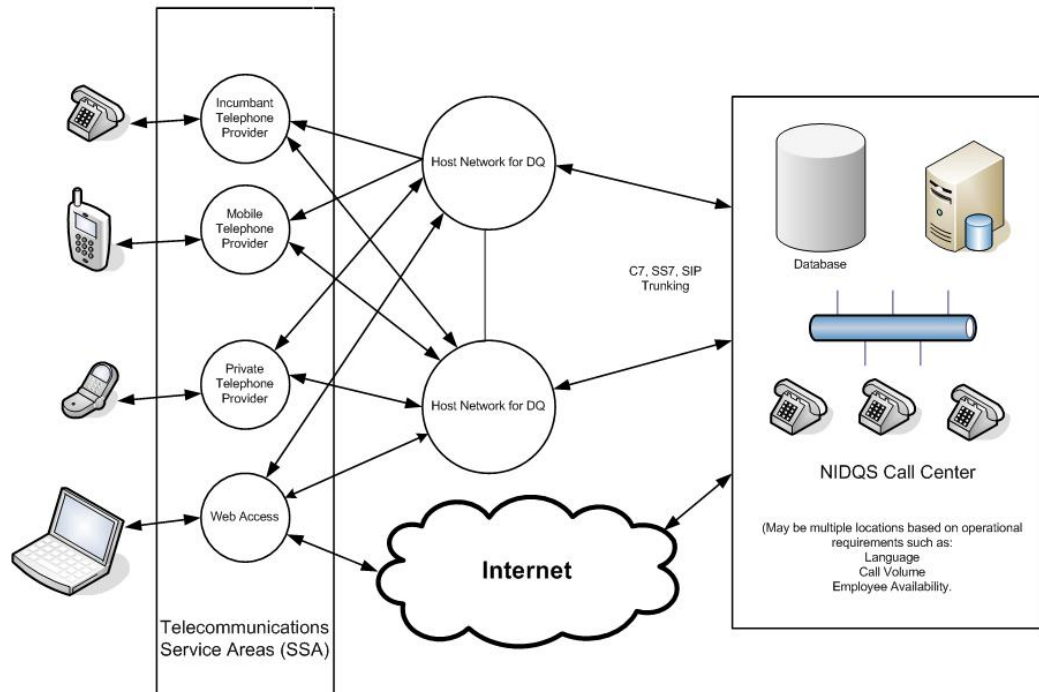 Incumbant
Telephone
Provider
Host Network for DQ
Mobile
Telephone
Provider
Database
C7, SS7, SIP
Trunking
Private
Telephone
Provider
Host Network for DQ
NIDQS Call Center
Web Access
Internet
(May be multiple locations based on operational
requirements such as:
Language
Call Volume
Employee Availability.
Telecommunications
Service Areas (SSA)